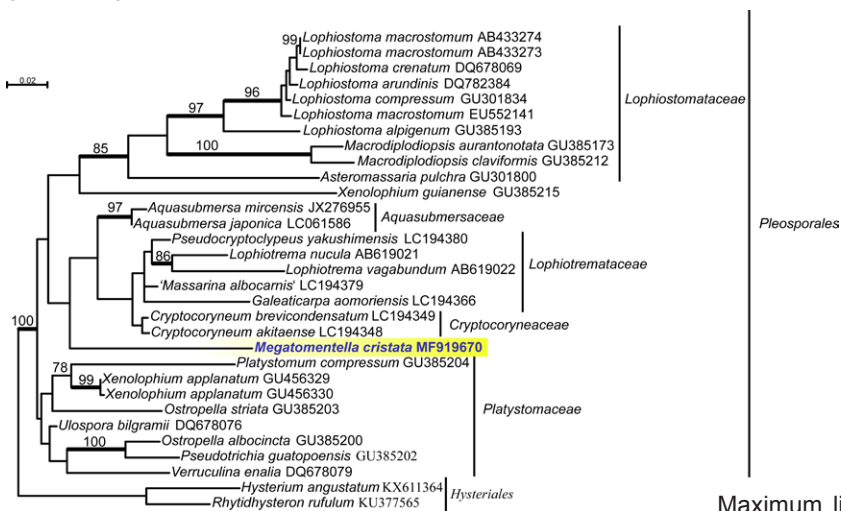 99
Lophiostoma macrostomum AB433274
Lophiostoma macrostomum AB433273
Lophiostoma crenatum DQ678069
0.02
Lophiostoma arundinis DQ782384
96
Lophiostoma compressum GU301834
Lophiostomataceae
97
Lophiostoma macrostomum EU552141
Lophiostoma alpigenum GU385193
100
Macrodiplodiopsis aurantonotata GU385173
85
Macrodiplodiopsis claviformis GU385212
Asteromassaria pulchra GU301800
Xenolophium guianense GU385215
97
Aquasubmersa mircensis JX276955
Aquasubmersaceae
Aquasubmersa japonica LC061586
Pleosporales
Pseudocryptoclypeus yakushimensis LC194380
86
Lophiotrema nucula AB619021
Lophiotremataceae
Lophiotrema vagabundum AB619022
'Massarina albocarnis' LC194379
Galeaticarpa aomoriensis LC194366
Cryptocoryneum brevicondensatum LC194349
Cryptocoryneaceae
100
Cryptocoryneum akitaense LC194348
Megatomentella cristata MF919670
78
Platystomum compressum GU385204
99
Xenolophium applanatum GU456329
Xenolophium applanatum GU456330
Ostropella striata GU385203
Platystomaceae
Ulospora bilgramii DQ678076
100
Ostropella albocincta GU385200
Pseudotrichia guatopoensis GU385202
Verruculina enalia DQ678079
Hysterium angustatum KX611364
Hysteriales
Rhytidhysteron rufulum KU377565
Maximum li